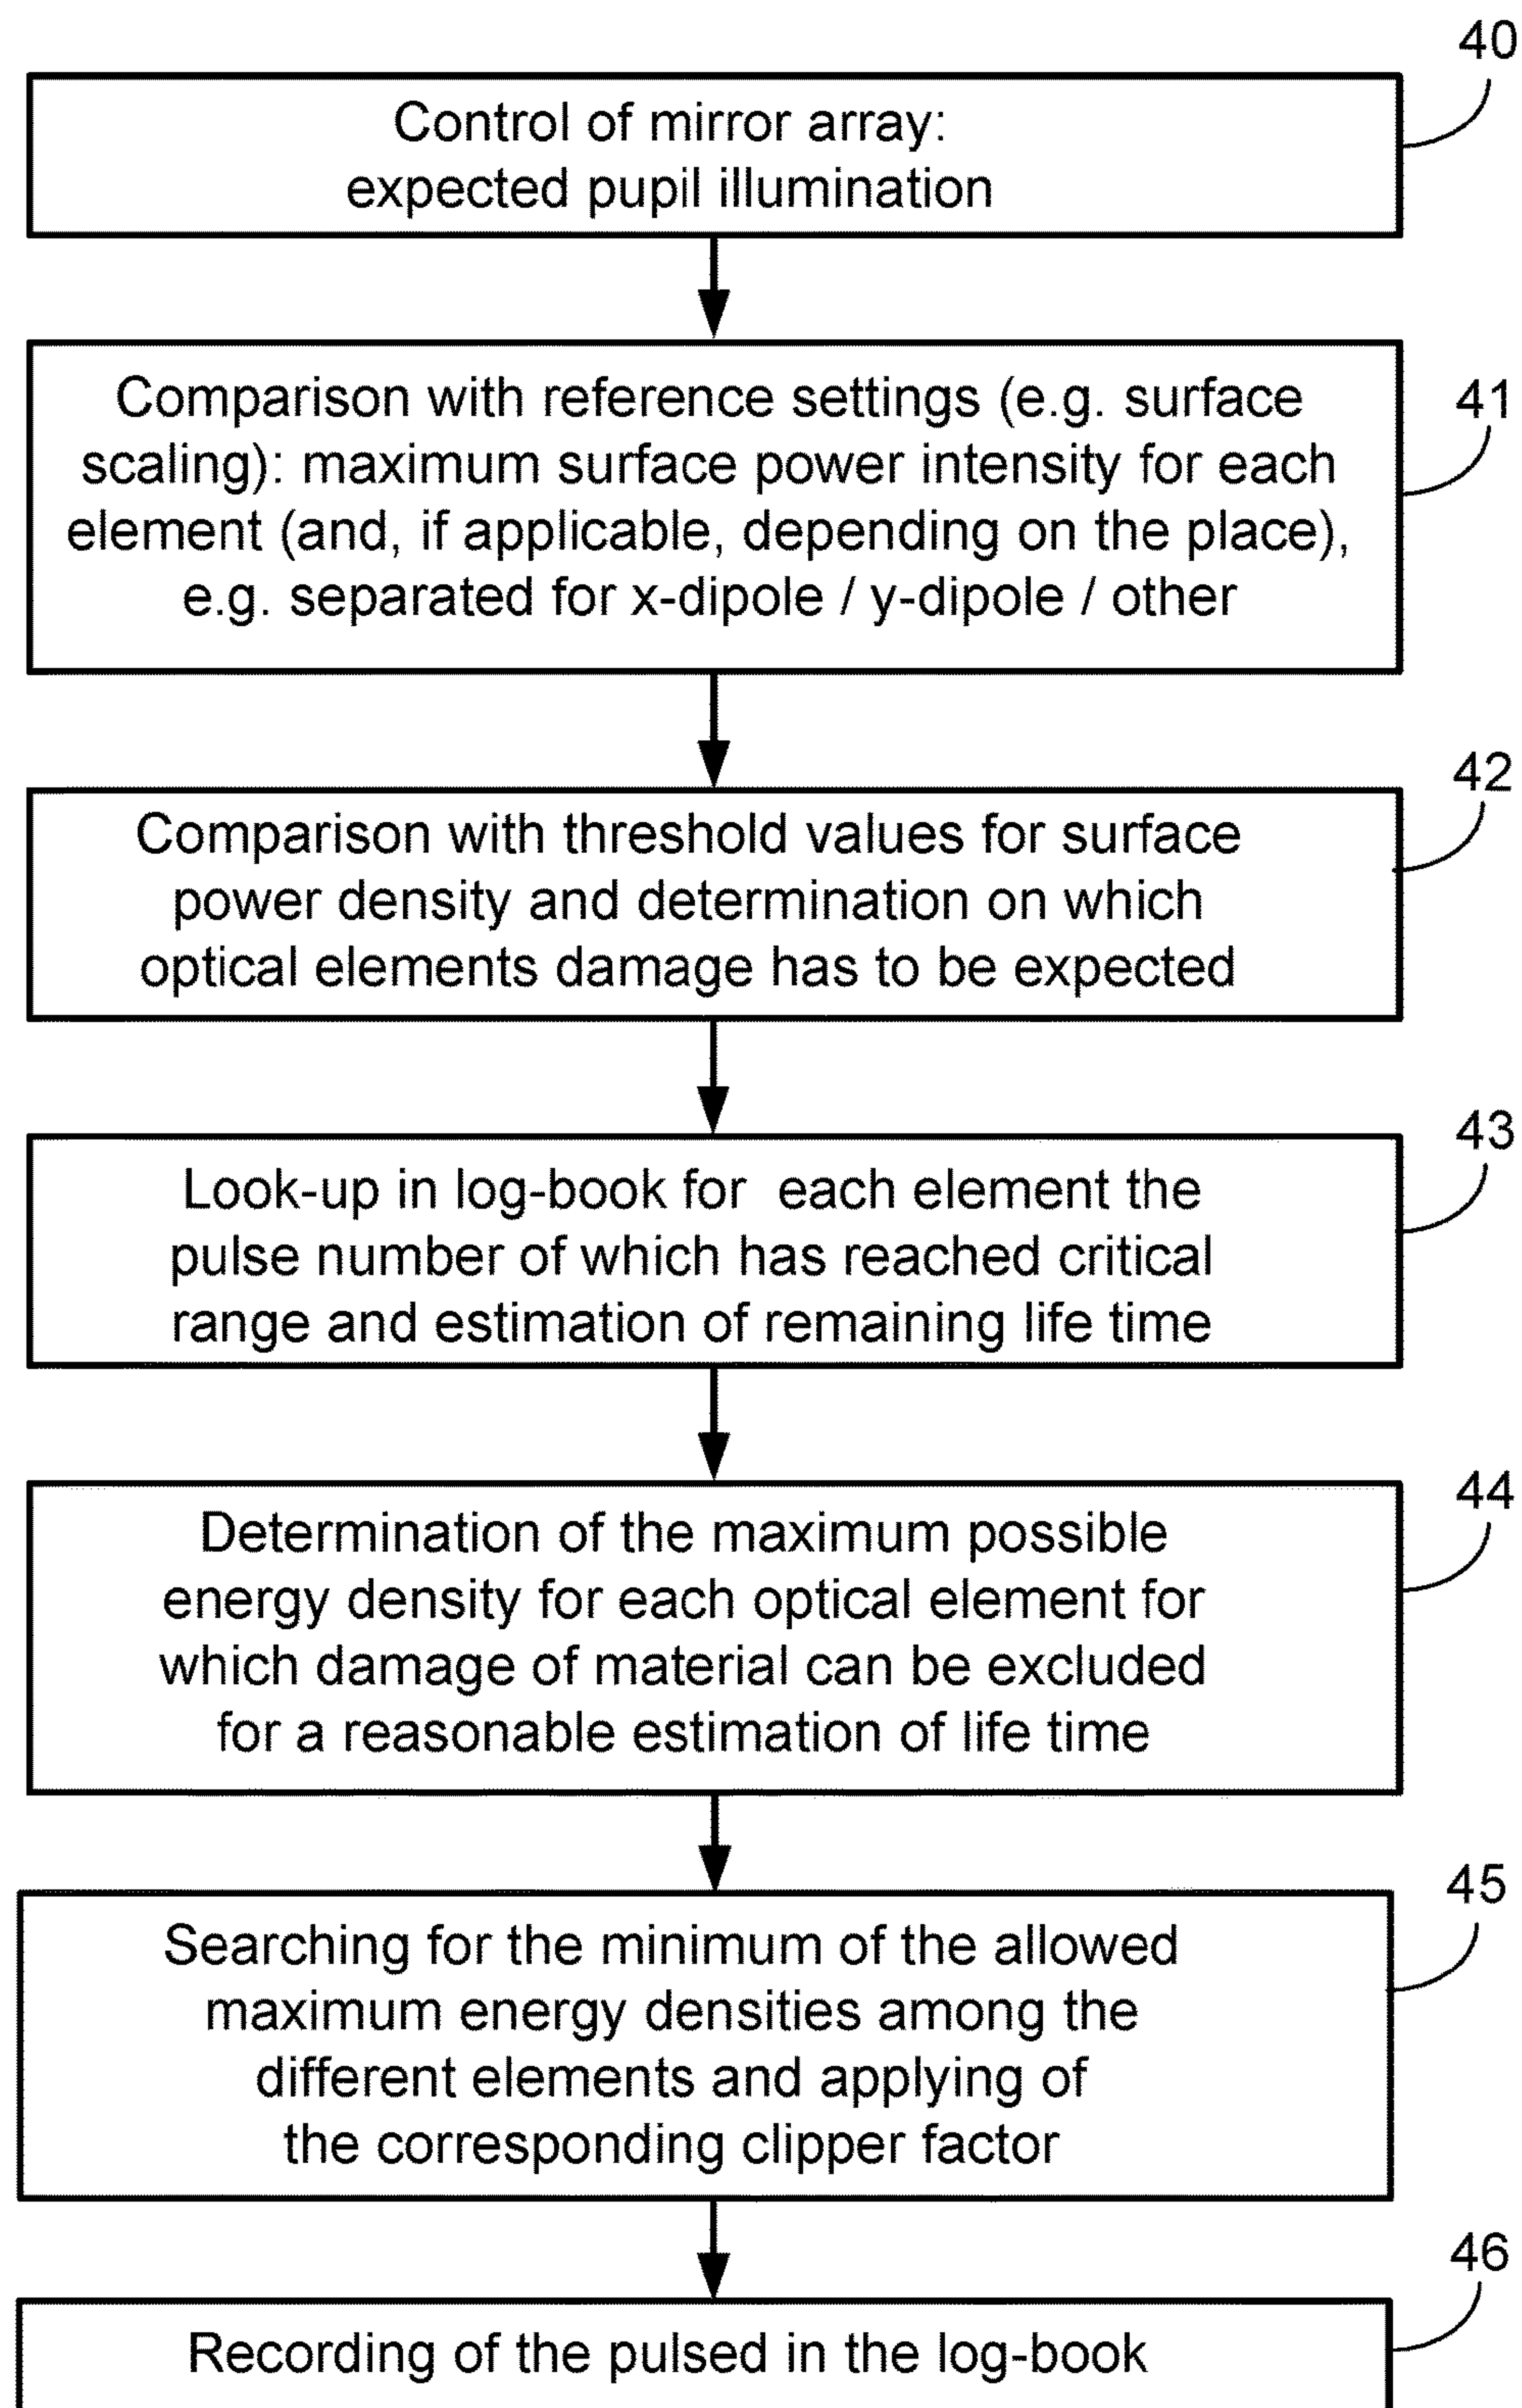 40
Control of mirror array:
expected pupil illumination
41
Comparison with reference settings (e.g. surface
scaling): maximum surface power intensity for each
element (and, if applicable, depending on the place),
e.g. separated for x-dipole / y-dipole / other
42
Comparison with threshold values for surface
power density and determination on which
optical elements damage has to be expected
43
Look-up in log-book for each element the
pulse number of which has reached critical
range and estimation of remaining life time
44
Determination of the maximum possible
energy density for each optical element for
which damage of material can be excluded
for a reasonable estimation of life time
45
Searching for the minimum of the allowed
maximum energy densities among the
different elements and applying of
the corresponding clipper factor
46
Recording of the pulsed in the log-book